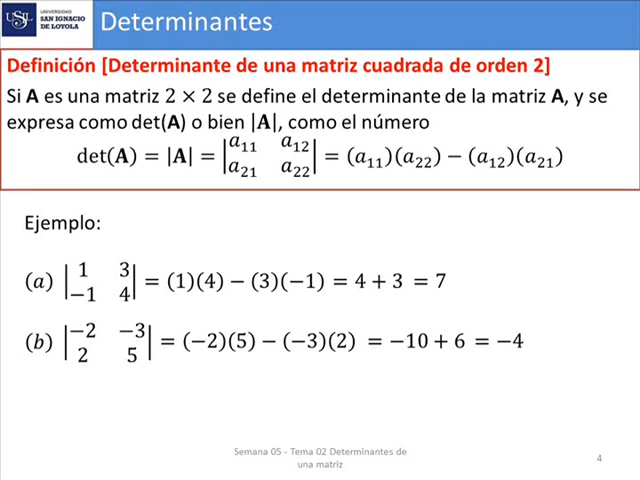 USIL
UNIVERSIDAD
SAN IGNACIO
DE LOYOLA
Determinantes
Definición [Determinante de una matriz cuadrada de orden 2]
Si A es una matriz 2 × 2 se define el determinante de la matriz A, y se
expresa como det(A) o bien |A|, como el número
det(A) = |A| = |a₁₁ a₁₂; a₂₁ a₂₂| = (a₁₁)(a₂₂) − (a₁₂)(a₂₁)
Ejemplo:
(a) |1 3; −1 4| = (1)(4) − (3)(−1) = 4 + 3 = 7
(b) |−2 −3; 2 5| = (−2)(5) − (−3)(2) = −10 + 6 = −4
Semana 05 - Tema 02 Determinantes de
una matriz
4